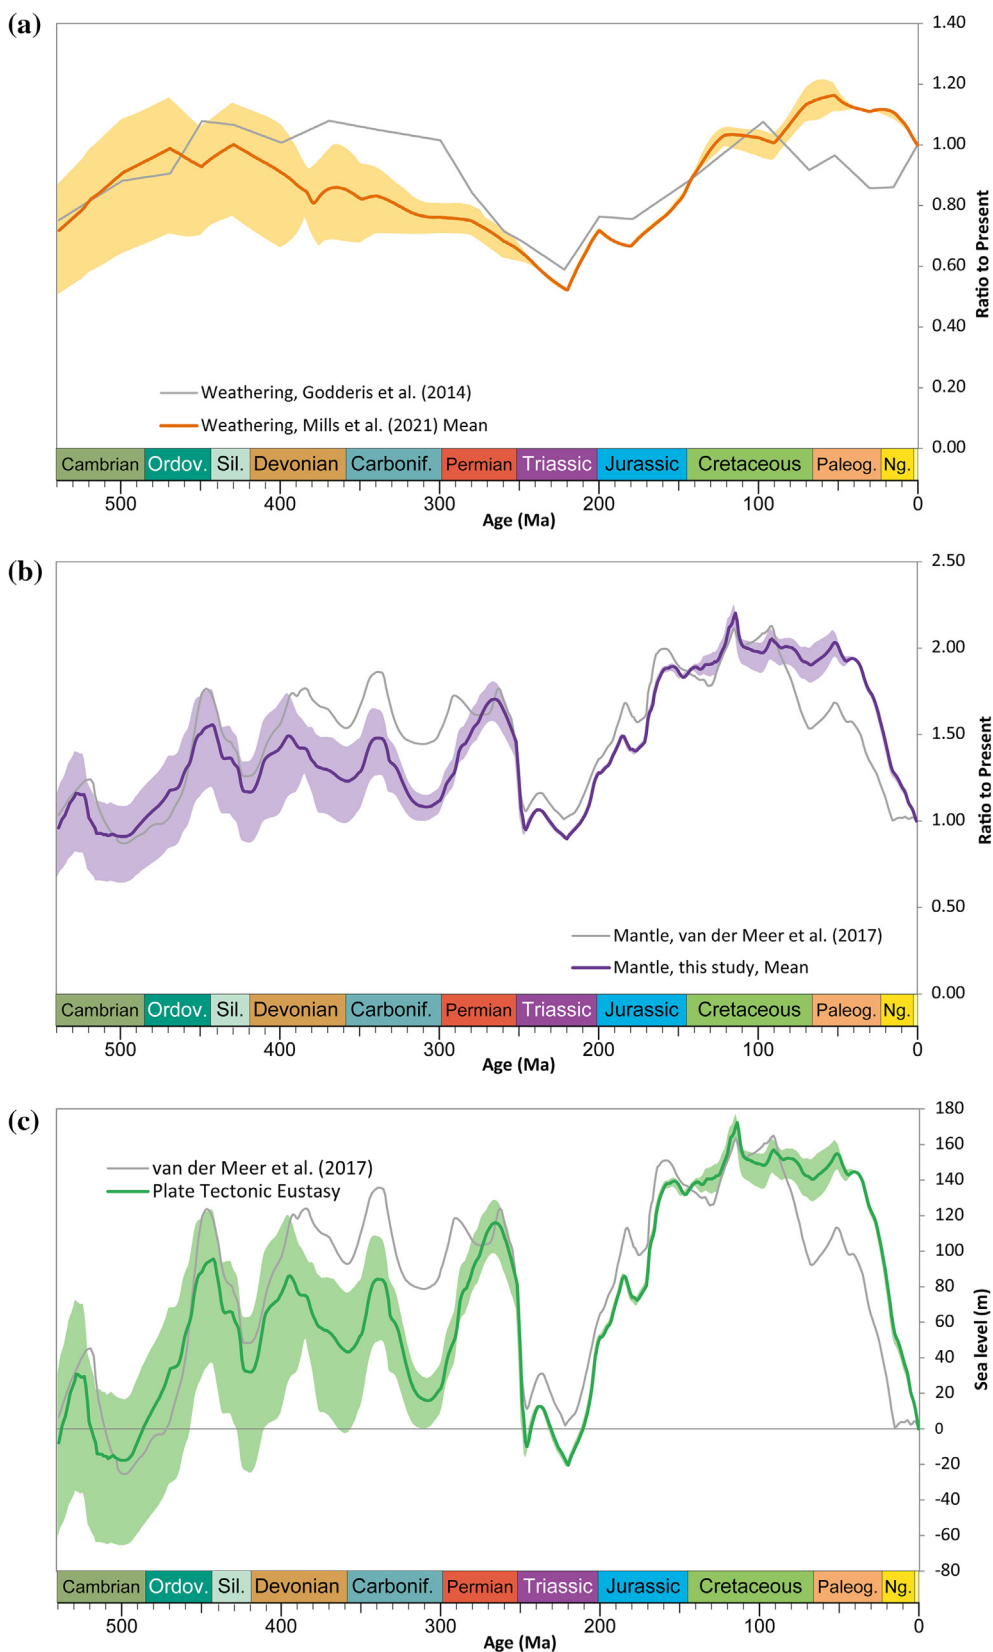 (a)
1.40
1.20
1.00
0.80
0.60
0.40
0.20
0.00
Ratio to Present
Weathering, Godderis et al. (2014)
Weathering, Mills et al. (2021) Mean
Cambrian Ordov. Sil. Devonian Carbonif. Permian Triassic Jurassic Cretaceous Paleog. Ng.
500 400 300 200 100 0
Age (Ma)
(b)
2.50
2.00
1.50
1.00
0.50
0.00
Ratio to Present
Mantle, van der Meer et al. (2017)
Mantle, this study, Mean
Cambrian Ordov. Sil. Devonian Carbonif. Permian Triassic Jurassic Cretaceous Paleog. Ng.
500 400 300 200 100 0
Age (Ma)
(c)
180
160
140
120
100
80
60
40
20
0
-20
-40
-60
-80
Sea level (m)
van der Meer et al. (2017)
Plate Tectonic Eustasy
Cambrian Ordov. Sil. Devonian Carbonif. Permian Triassic Jurassic Cretaceous Paleog. Ng.
500 400 300 200 100 0
Age (Ma)